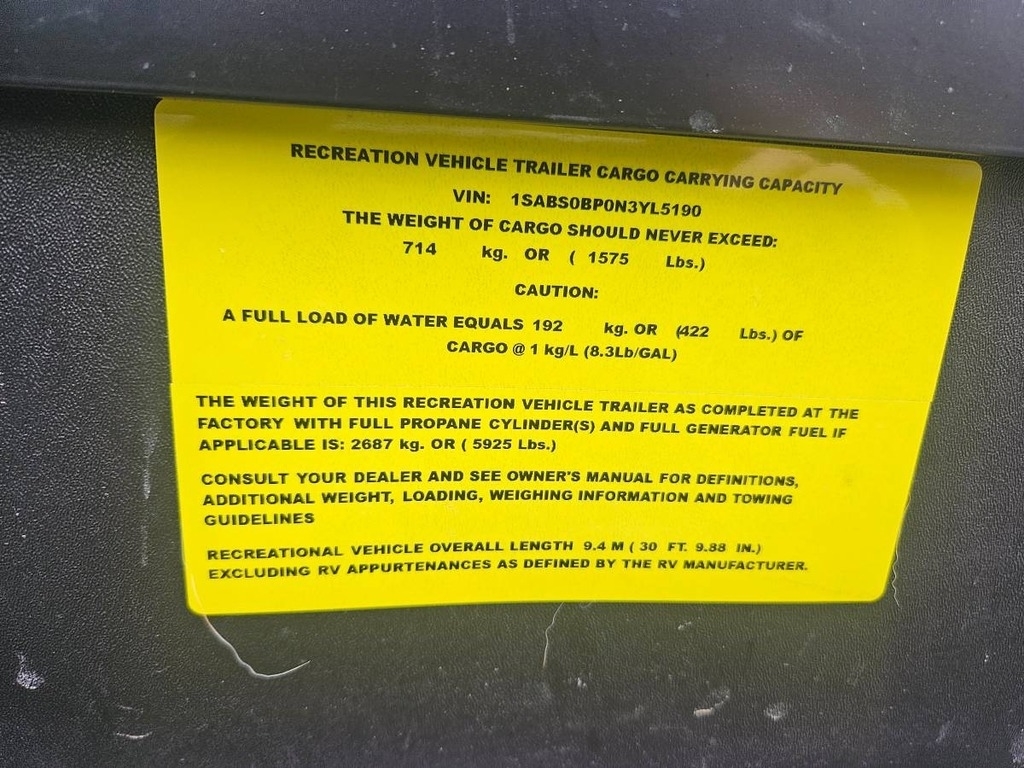 RECREATION VEHICLE TRAILER CARGO CARRYING CAPACITY
VIN: 1SABS0BP0N3YL5190
THE WEIGHT OF CARGO SHOULD NEVER EXCEED:
714 kg. OR ( 1575 Lbs.)
CAUTION:
A FULL LOAD OF WATER EQUALS 192 kg. OR (422 Lbs.) OF
CARGO @ 1 kg/L (8.3Lb/GAL)
THE WEIGHT OF THIS RECREATION VEHICLE TRAILER AS COMPLETED AT THE
FACTORY WITH FULL PROPANE CYLINDER(S) AND FULL GENERATOR FUEL IF
APPLICABLE IS: 2687 kg. OR ( 5925 Lbs.)
CONSULT YOUR DEALER AND SEE OWNER'S MANUAL FOR DEFINITIONS,
ADDITIONAL WEIGHT, LOADING, WEIGHING INFORMATION AND TOWING
GUIDELINES
RECREATIONAL VEHICLE OVERALL LENGTH 9.4 M ( 30 FT. 9.88 IN.)
EXCLUDING RV APPURTENANCES AS DEFINED BY THE RV MANUFACTURER.